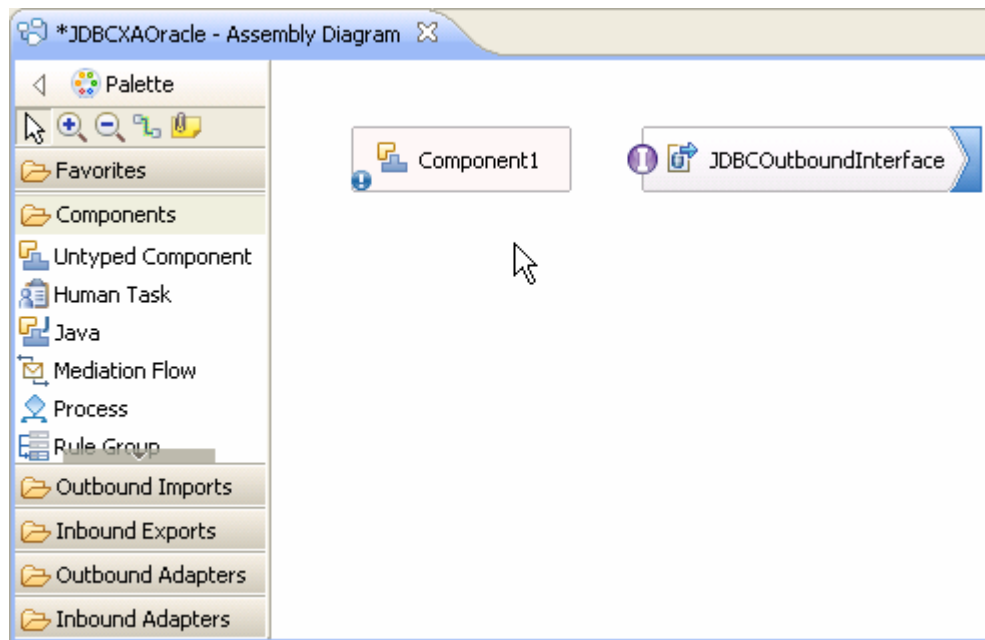 *JDBCXAOracle - Assembly Diagram
Palette
Favorites
Components
Untyped Component
Human Task
Java
Mediation Flow
Process
Rule Group
Outbound Imports
Inbound Exports
Outbound Adapters
Inbound Adapters
Component1
JDBCOutboundInterface